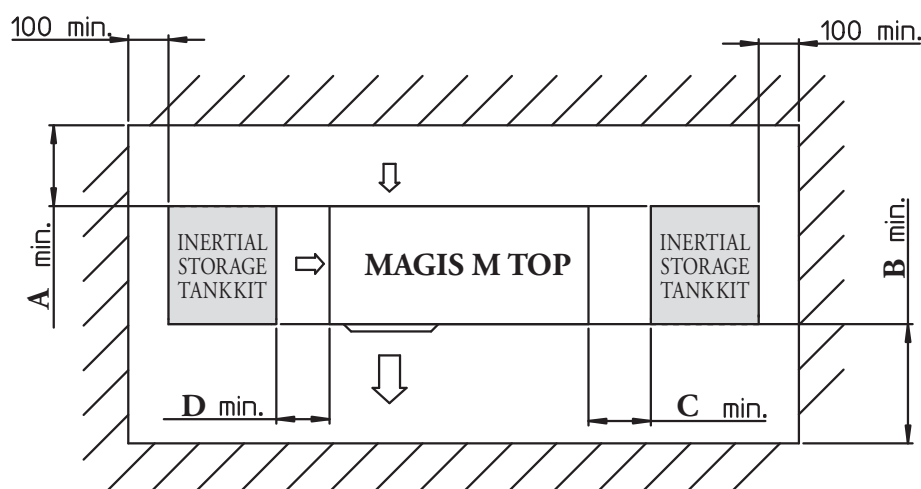 100 min.
100 min.
A min.
INERTIAL
STORAGE
TANKKIT
MAGIS M TOP
INERTIAL
STORAGE
TANKKIT
B min.
D min.
C min.